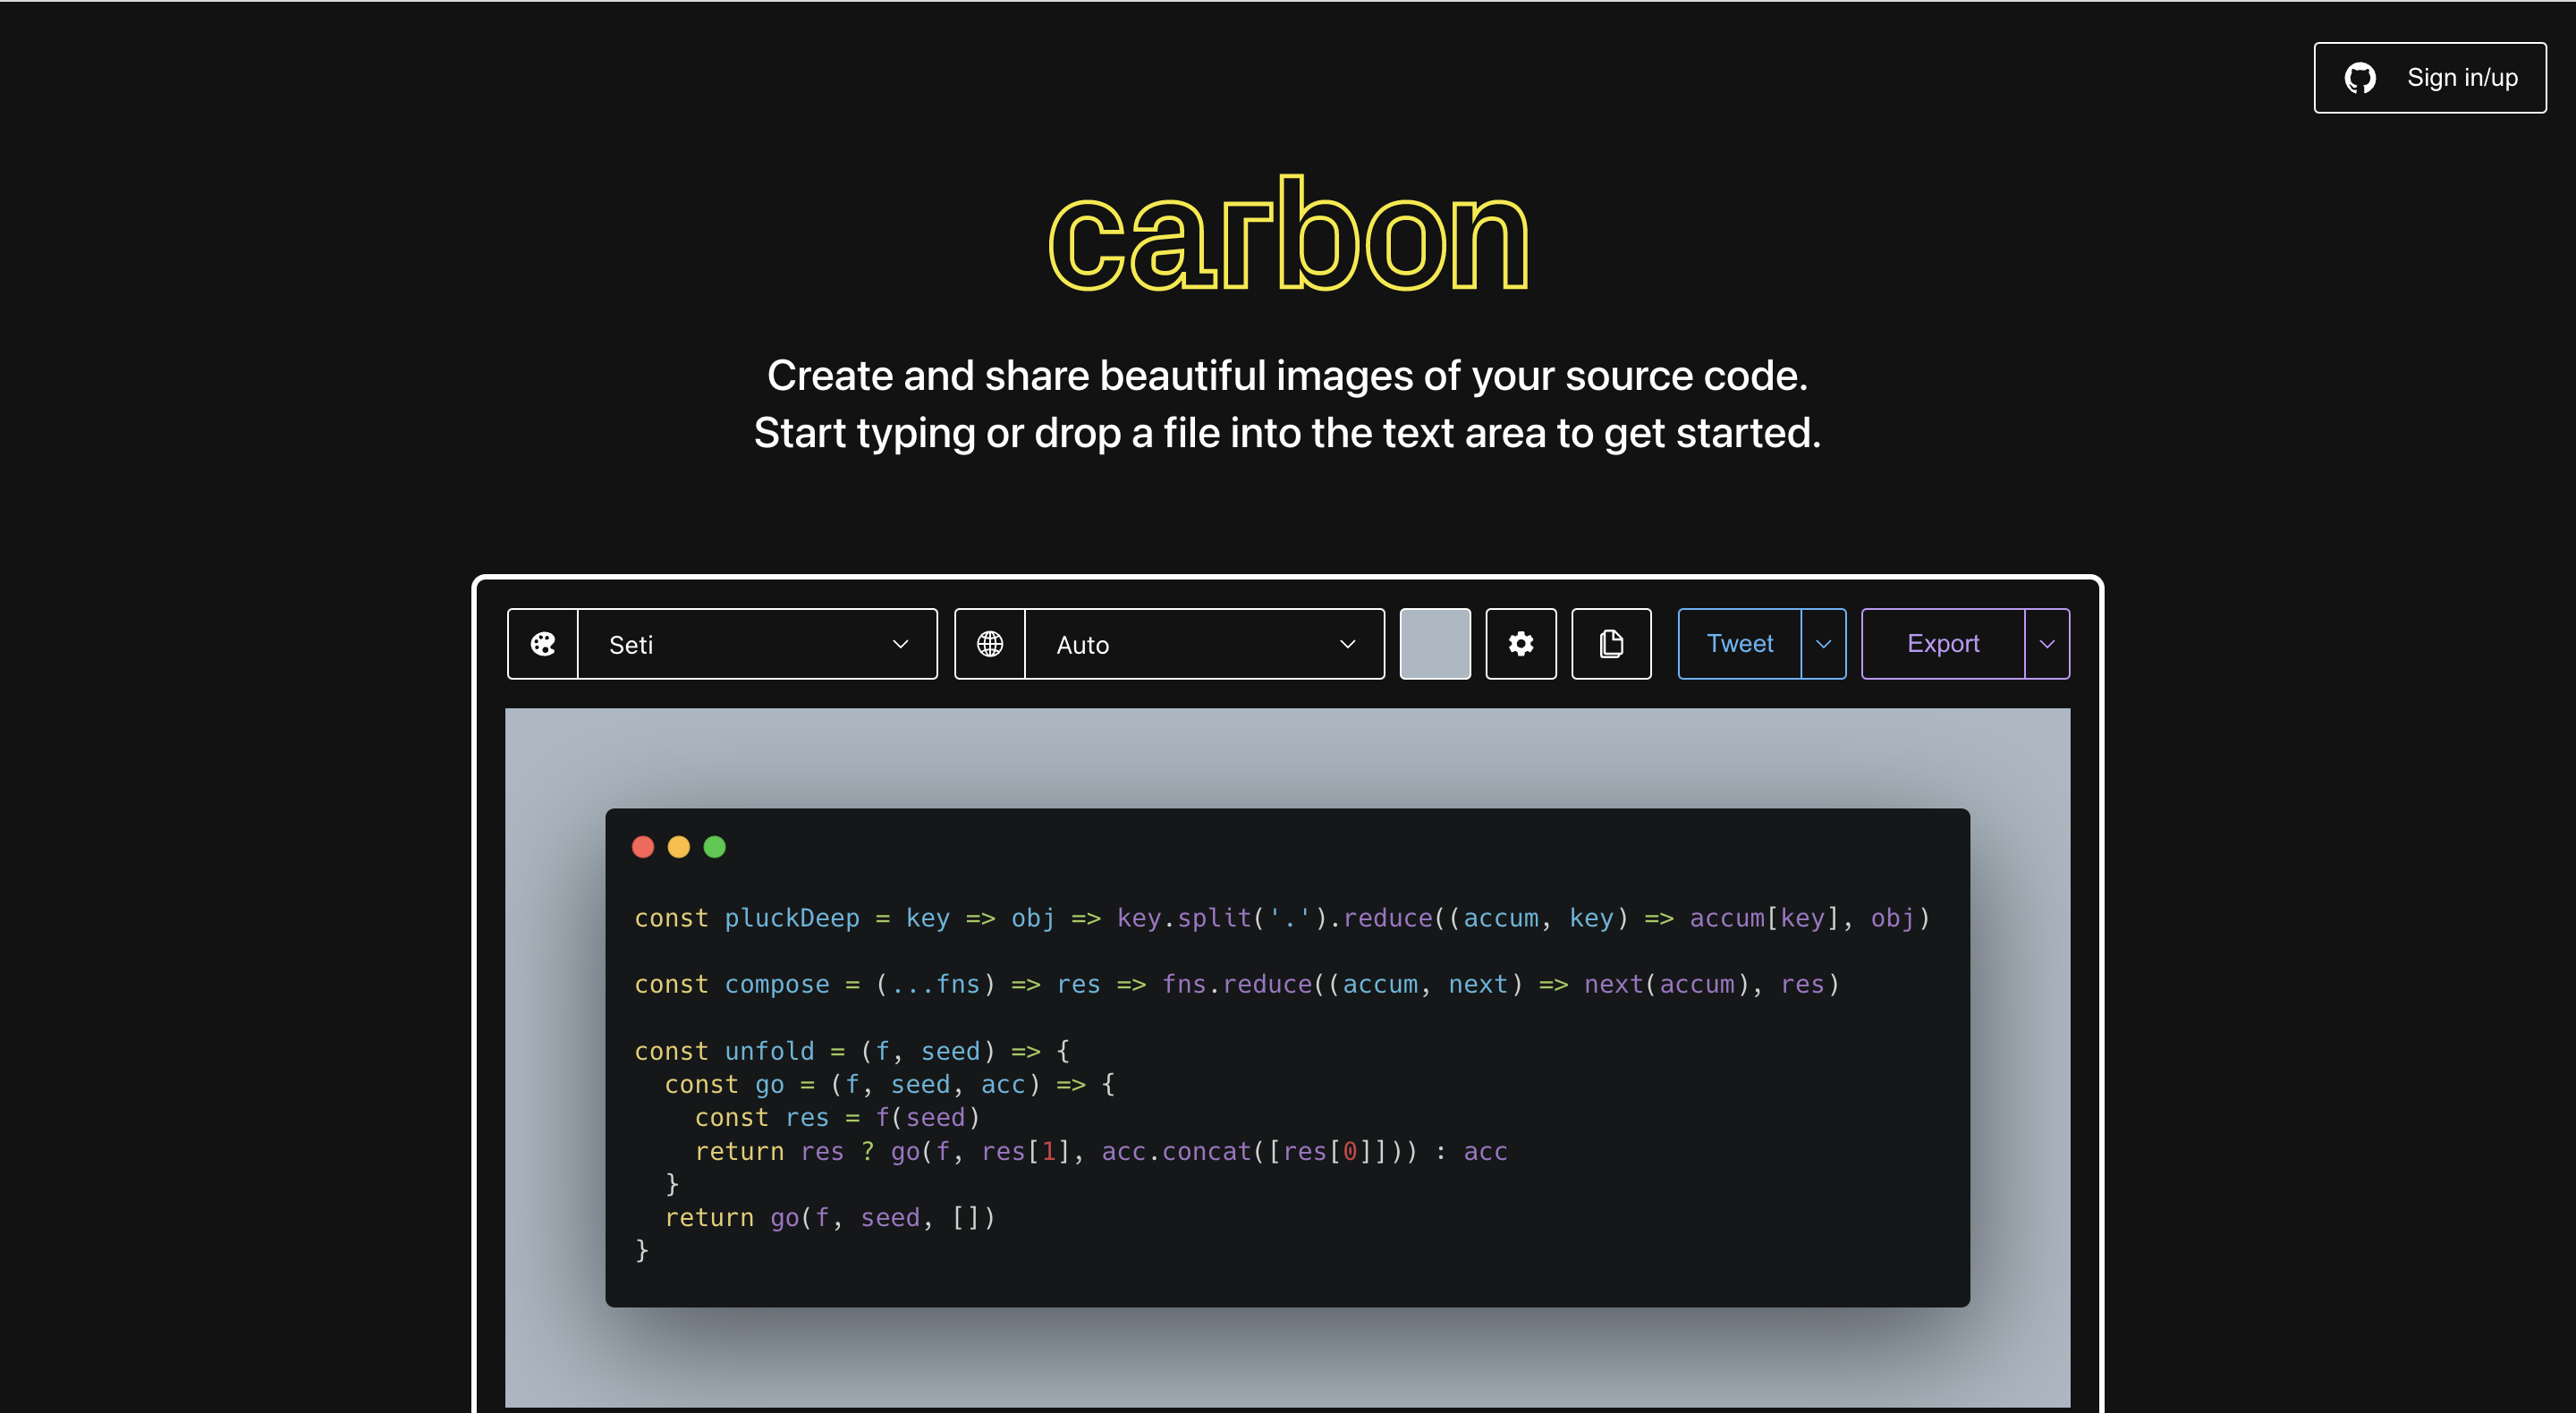 Sign in/up
carbon
Create and share beautiful images of your source code.
Start typing or drop a file into the text area to get started.
Seti Auto Tweet Export
const pluckDeep = key => obj => key.split('.').reduce((accum, key) => accum[key], obj)
const compose = (...fns) => res => fns.reduce((accum, next) => next(accum), res)
const unfold = (f, seed) => {
  const go = (f, seed, acc) => {
    const res = f(seed)
    return res ? go(f, res[1], acc.concat([res[0]])) : acc
  }
  return go(f, seed, [])
}